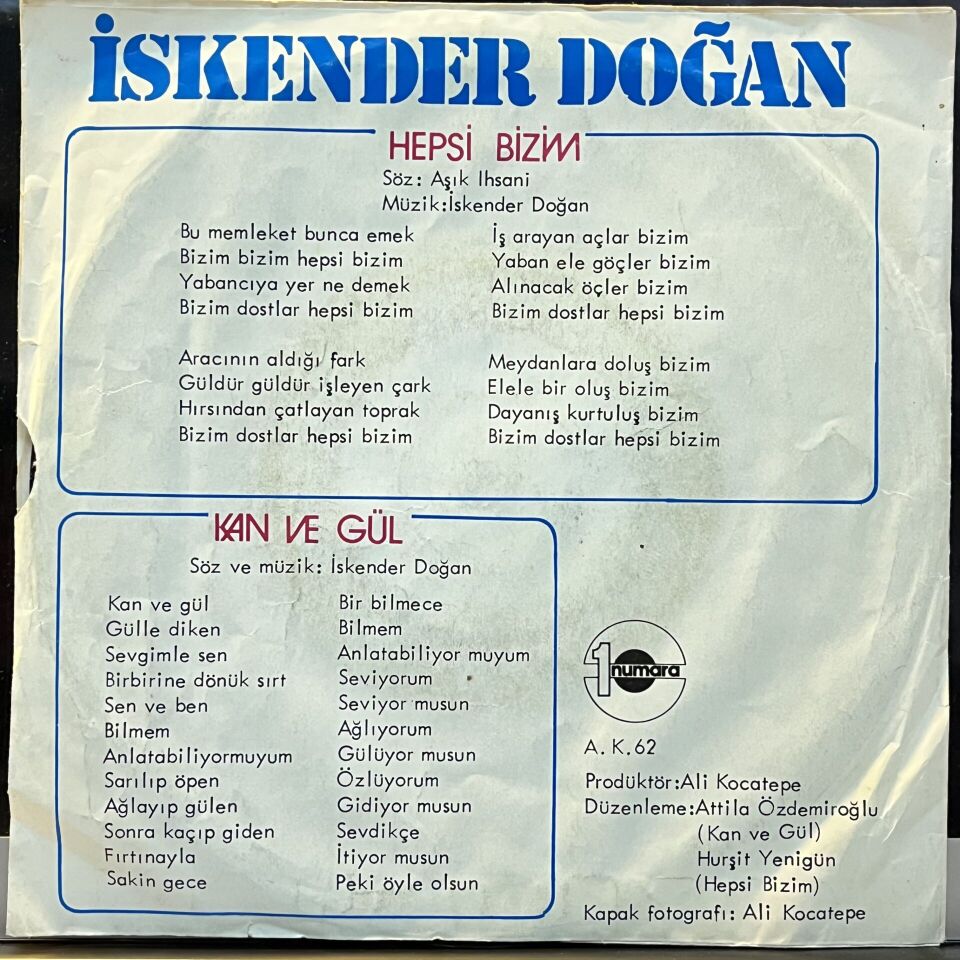 İSKENDER DOĞAN
HEPSİ BİZİM
Söz: Aşık Ihsani
Müzik:İskender Doğan
Bu memleket bunca emek
Bizim bizim hepsi bizim
Yabancıya yer ne demek
Bizim dostlar hepsi bizim
Aracının aldığı fark
Güldür güldür işleyen çark
Hırsından çatlayan toprak
Bizim dostlar hepsi bizim
İş arayan açlar bizim
Yaban ele göçler bizim
Alınacak öçler bizim
Bizim dostlar hepsi bizim
Meydanlara doluş bizim
Elele bir oluş bizim
Dayanış kurtuluş bizim
Bizim dostlar hepsi bizim
KAN VE GÜL
Söz ve müzik: İskender Doğan
Kan ve gül
Gülle diken
Sevgimle sen
Birbirine dönük sırt
Sen ve ben
Bilmem
Anlatabiliyormuyum
Sarılıp öpen
Ağlayıp gülen
Sonra kaçıp giden
Fırtınayla
Sakin gece
Bir bilmece
Bilmem
Anlatabiliyor muyum
Seviyorum
Seviyor musun
Ağlıyorum
Gülüyor musun
Özlüyorum
Gidiyor musun
Sevdikçe
İtiyor musun
Peki öyle olsun
1 numara
A. K. 62
Prodüktör:Ali Kocatepe
Düzenleme:Attila Özdemiroğlu
(Kan ve Gül)
Hurşit Yenigün
(Hepsi Bizim)
Kapak fotografı: Ali Kocatepe